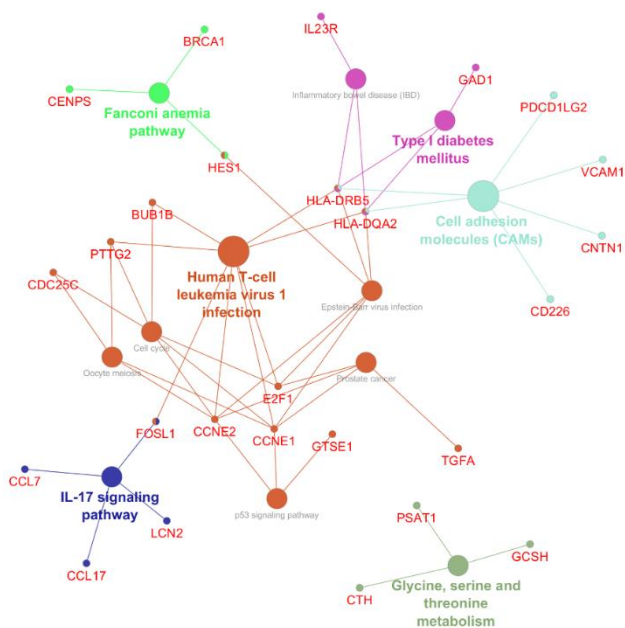 IL23R
BRCA1
GAD1
CENPS
Inflammatory bowel disease (IBD)
PDCD1LG2
Fanconi anemia
pathway
Type I diabetes
mellitus
HES1
VCAM1
HLA-DRB5
BUB1B
HLA-DQA2
Cell adhesion
molecules (CAMs)
CNTN1
PTTG2
CDC25C
Human T-cell
leukemia virus 1
infection
Epstein-Barr virus infection
CD226
Cell cycle
Oocyte meiosis
Prostate cancer
E2F1
FOSL1
CCNE2
CCNE1
GTSE1
TGFA
CCL7
IL-17 signaling
pathway
LCN2
p53 signaling pathway
PSAT1
CCL17
GCSH
CTH
Glycine, serine and
threonine
metabolism